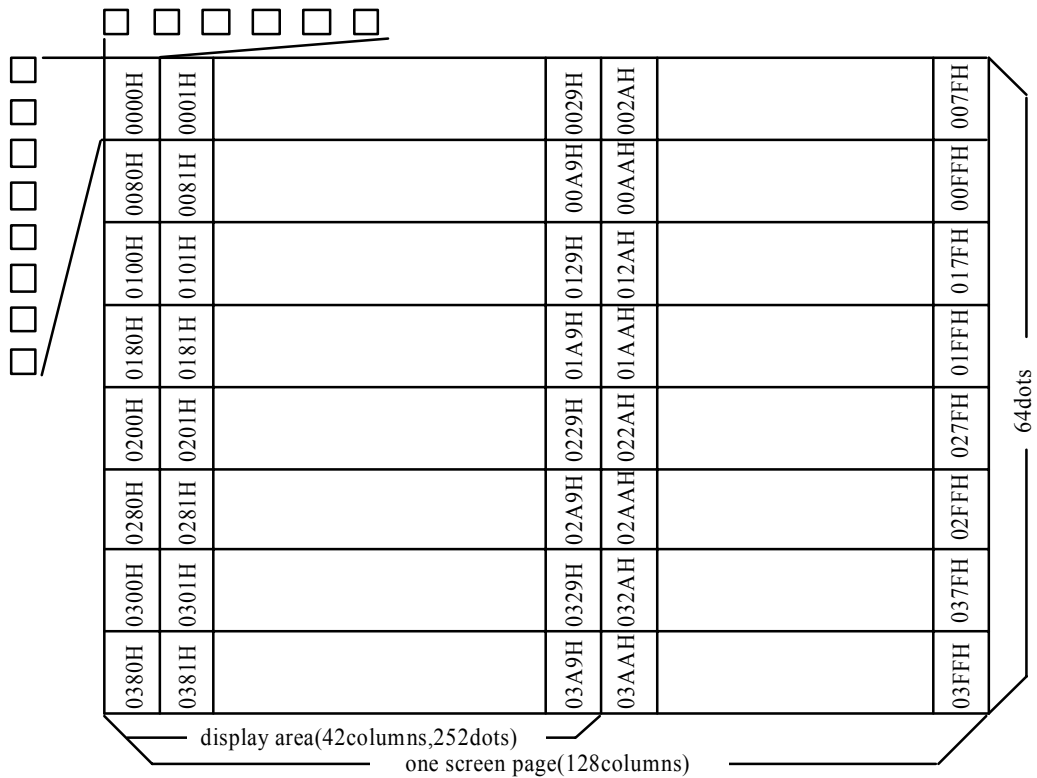 0000H 0001H 0029H 002AH 007FH
0080H 0081H 00A9H 00AAH 00FFH
0100H 0101H 0129H 012AH 017FH
0180H 0181H 01A9H 01AAH 01FFH
0200H 0201H 0229H 022AH 027FH
0280H 0281H 02A9H 02AAH 02FFH
0300H 0301H 0329H 032AH 037FH
0380H 0381H 03A9H 03AAH 03FFH
64dots
display area(42columns,252dots)
one screen page(128columns)